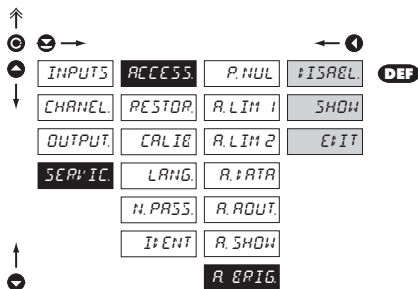 INPUTS ACCESS. P. NUL DISABL. DEF
CHANEL. RESTOR. A. LIM 1 SHOW
OUTPUT. CALIB A. LIM 2 EDIT
SERVIC. LANG. A. DATA
N. PASS. A. AOUT.
IDENT A. SHOW
A. BRIG.